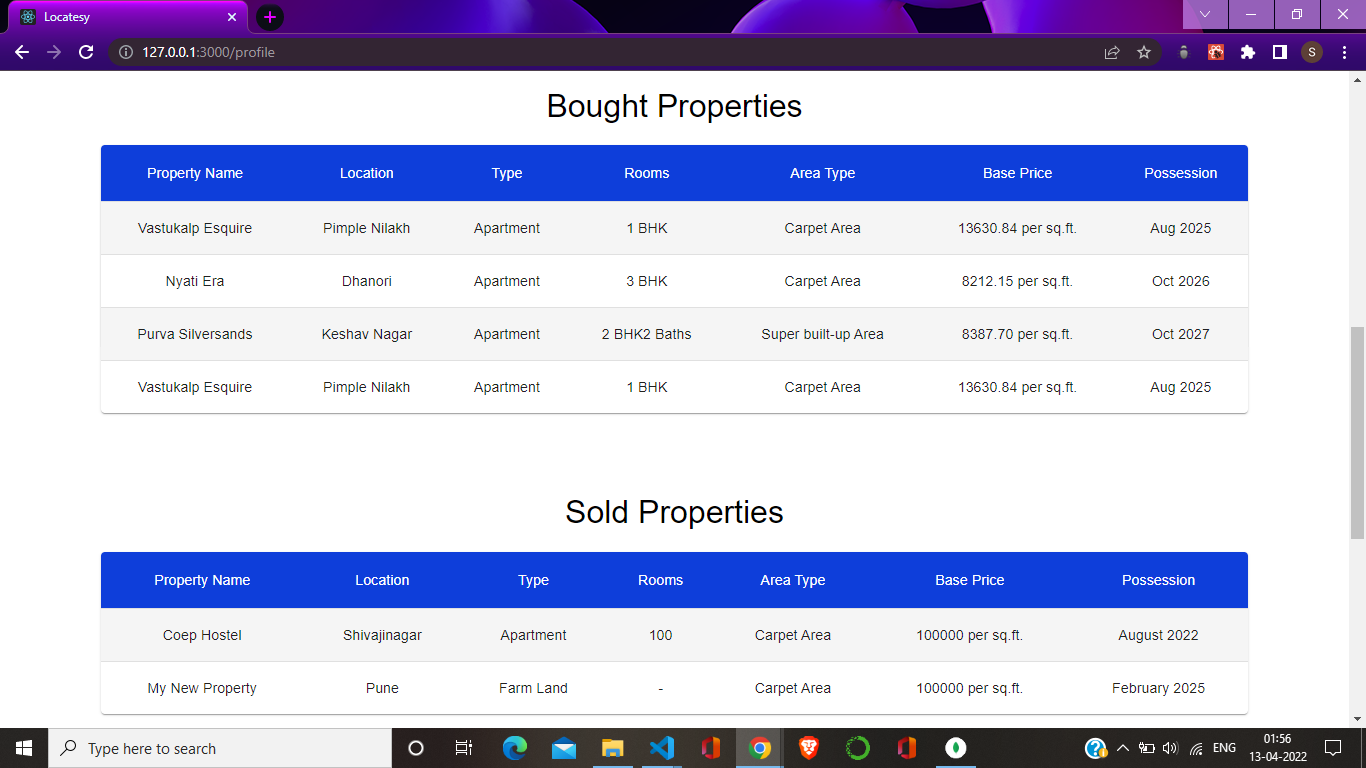 Locatesy
127.0.0.1:3000/profile
S
Bought Properties
Property Name Location Type Rooms Area Type Base Price Possession
Vastukalp Esquire Pimple Nilakh Apartment 1 BHK Carpet Area 13630.84 per sq.ft. Aug 2025
Nyati Era Dhanori Apartment 3 BHK Carpet Area 8212.15 per sq.ft. Oct 2026
Purva Silversands Keshav Nagar Apartment 2 BHK2 Baths Super built-up Area 8387.70 per sq.ft. Oct 2027
Vastukalp Esquire Pimple Nilakh Apartment 1 BHK Carpet Area 13630.84 per sq.ft. Aug 2025
Sold Properties
Property Name Location Type Rooms Area Type Base Price Possession
Coep Hostel Shivajinagar Apartment 100 Carpet Area 100000 per sq.ft. August 2022
My New Property Pune Farm Land - Carpet Area 100000 per sq.ft. February 2025
Type here to search
ENG
01:56
13-04-2022